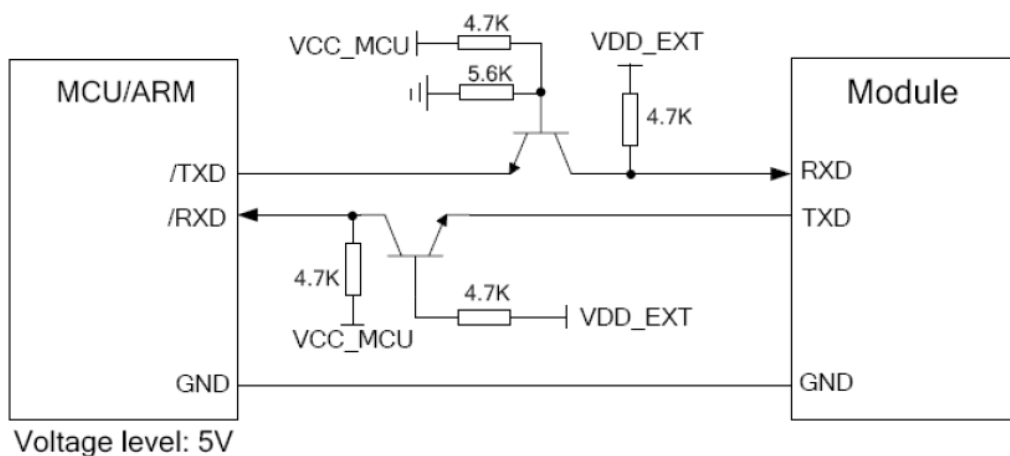 4.7K
VCC_MCU
VDD_EXT
5.6K
MCU/ARM
Module
4.7K
/TXD
RXD
/RXD
TXD
4.7K
4.7K
VDD_EXT
VCC_MCU
GND
GND
Voltage level: 5V